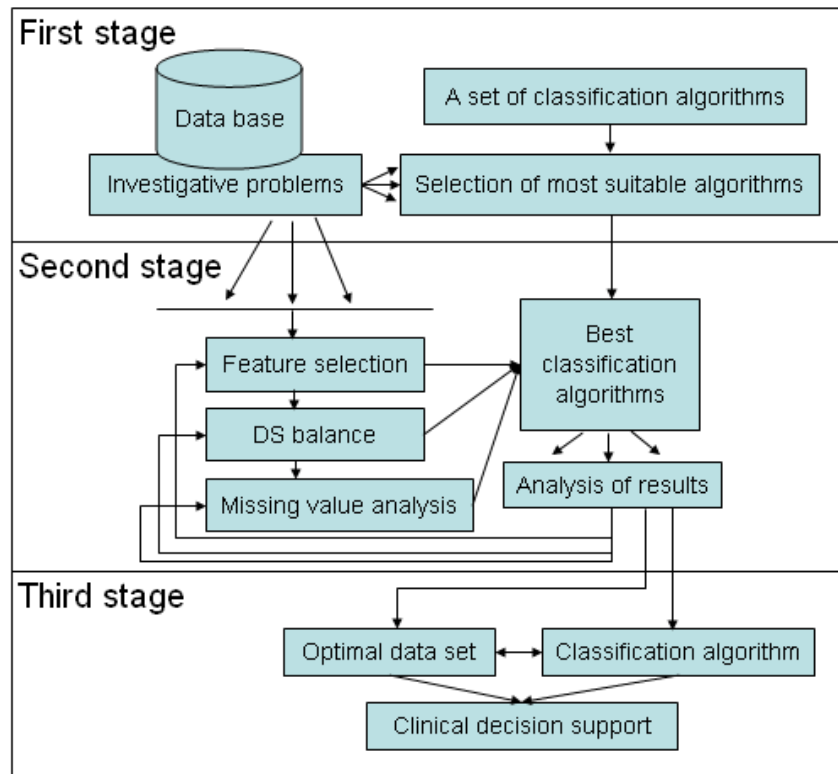 First stage
Data base
A set of classification algorithms
Investigative problems
Selection of most suitable algorithms
Second stage
Best
classification
algorithms
Feature selection
DS balance
Missing value analysis
Analysis of results
Third stage
Optimal data set
Classification algorithm
Clinical decision support